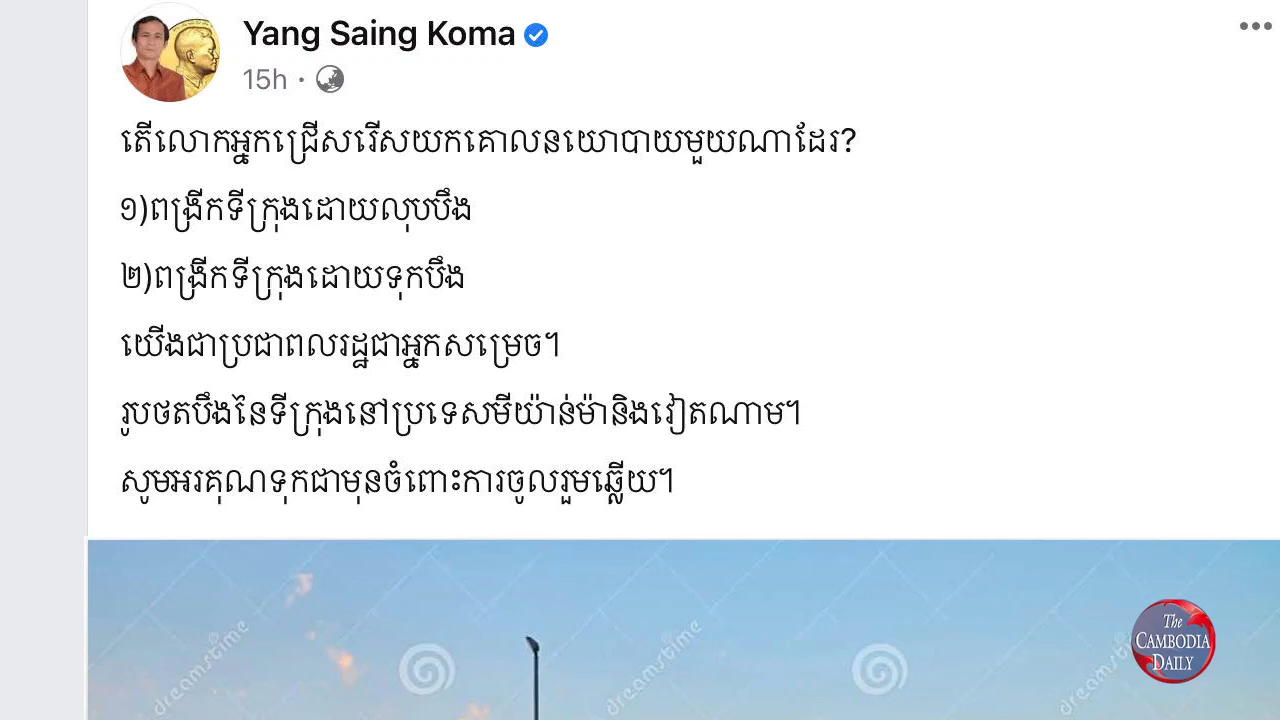 Yang Saing Koma
15h ·
តើលោកអ្នកជ្រើសរើសយកគោលនយោបាយមួយណាដែរ?
១)ពង្រីកទីក្រុងដោយលុបបឹង
២)ពង្រីកទីក្រុងដោយទុកបឹង
យើងជាប្រជាពលរដ្ឋជាអ្នកសម្រេច។
រូបថតបឹងនៃទីក្រុងនៅប្រទេសមីយ៉ាន់ម៉ានិងវៀតណាម។
សូមអរគុណទុកជាមុនចំពោះការចូលរួមឆ្លើយ។
dreamstime
dreamstime
dreamstime
The
CAMBODIA
DAILY